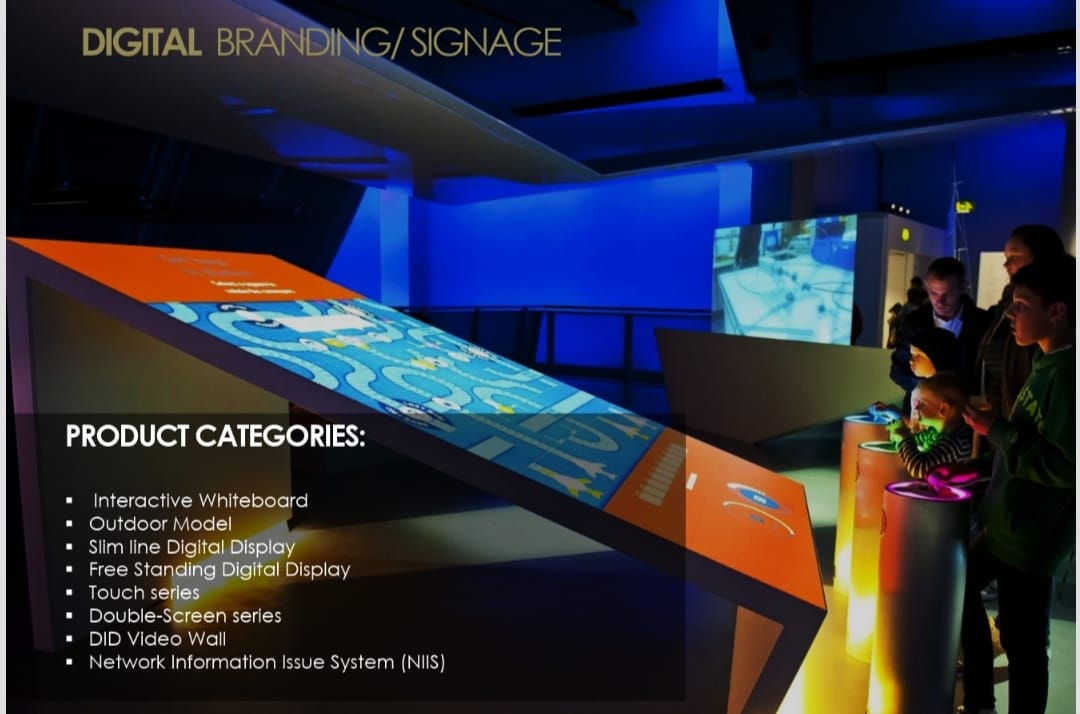 DIGITAL BRANDING/ SIGNAGE
PRODUCT CATEGORIES:
▪ Interactive Whiteboard
▪ Outdoor Model
▪ Slim line Digital Display
▪ Free Standing Digital Display
▪ Touch series
▪ Double-Screen series
▪ DID Video Wall
▪ Network Information Issue System (NIIS)